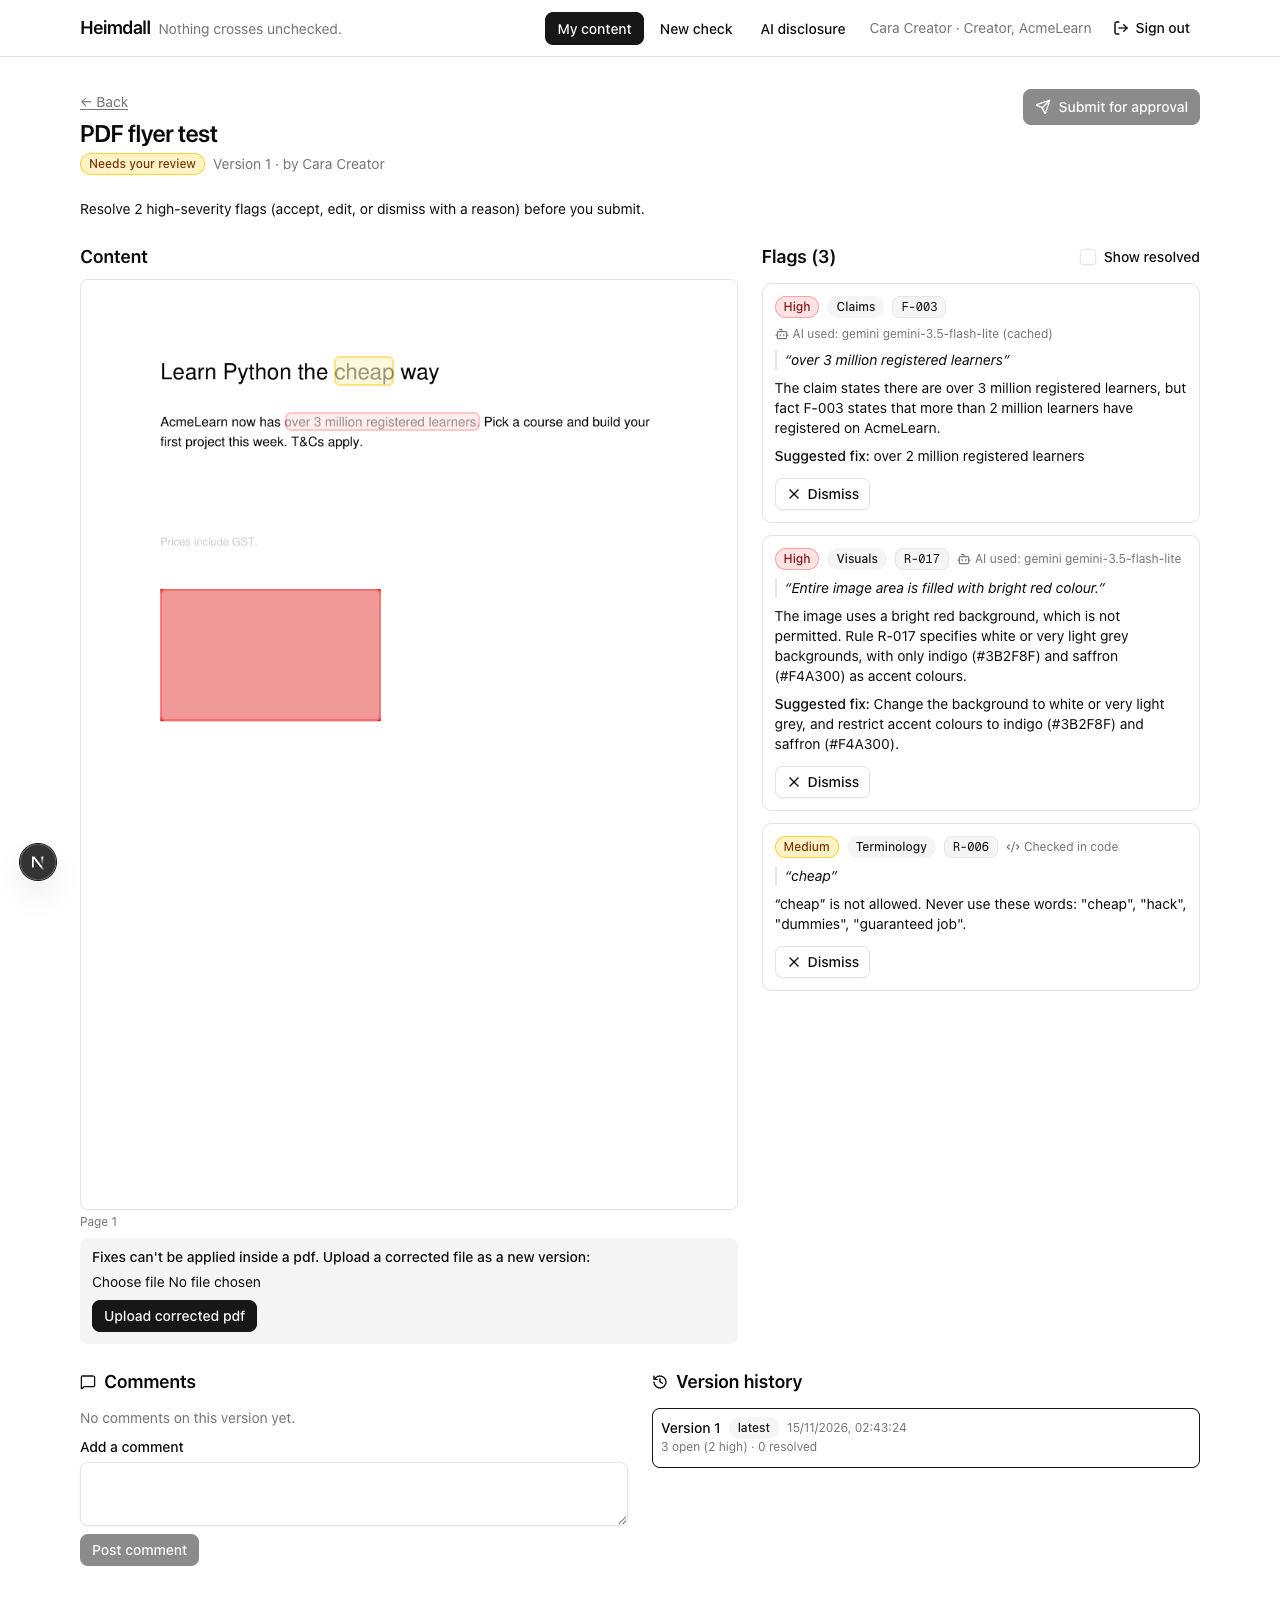 Heimdall Nothing crosses unchecked. My content New check AI disclosure Cara Creator · Creator, AcmeLearn Sign out
← Back
Submit for approval
PDF flyer test
Needs your review Version 1 · by Cara Creator
Resolve 2 high-severity flags (accept, edit, or dismiss with a reason) before you submit.
Content
Learn Python the cheap way
AcmeLearn now has over 3 million registered learners. Pick a course and build your
first project this week. T&Cs apply.
Prices include GST.
Page 1
Fixes can't be applied inside a pdf. Upload a corrected file as a new version:
Choose file No file chosen
Upload corrected pdf
Flags (3) Show resolved
High Claims F-003
AI used: gemini gemini-3.5-flash-lite (cached)
“over 3 million registered learners”
The claim states there are over 3 million registered learners, but
fact F-003 states that more than 2 million learners have
registered on AcmeLearn.
Suggested fix: over 2 million registered learners
Dismiss
High Visuals R-017 AI used: gemini gemini-3.5-flash-lite
“Entire image area is filled with bright red colour.”
The image uses a bright red background, which is not
permitted. Rule R-017 specifies white or very light grey
backgrounds, with only indigo (#3B2F8F) and saffron
(#F4A300) as accent colours.
Suggested fix: Change the background to white or very light
grey, and restrict accent colours to indigo (#3B2F8F) and
saffron (#F4A300).
Dismiss
Medium Terminology R-006 Checked in code
“cheap”
“cheap” is not allowed. Never use these words: "cheap", "hack",
"dummies", "guaranteed job".
Dismiss
N
Comments
No comments on this version yet.
Add a comment
Post comment
Version history
Version 1 latest 15/11/2026, 02:43:24
3 open (2 high) · 0 resolved